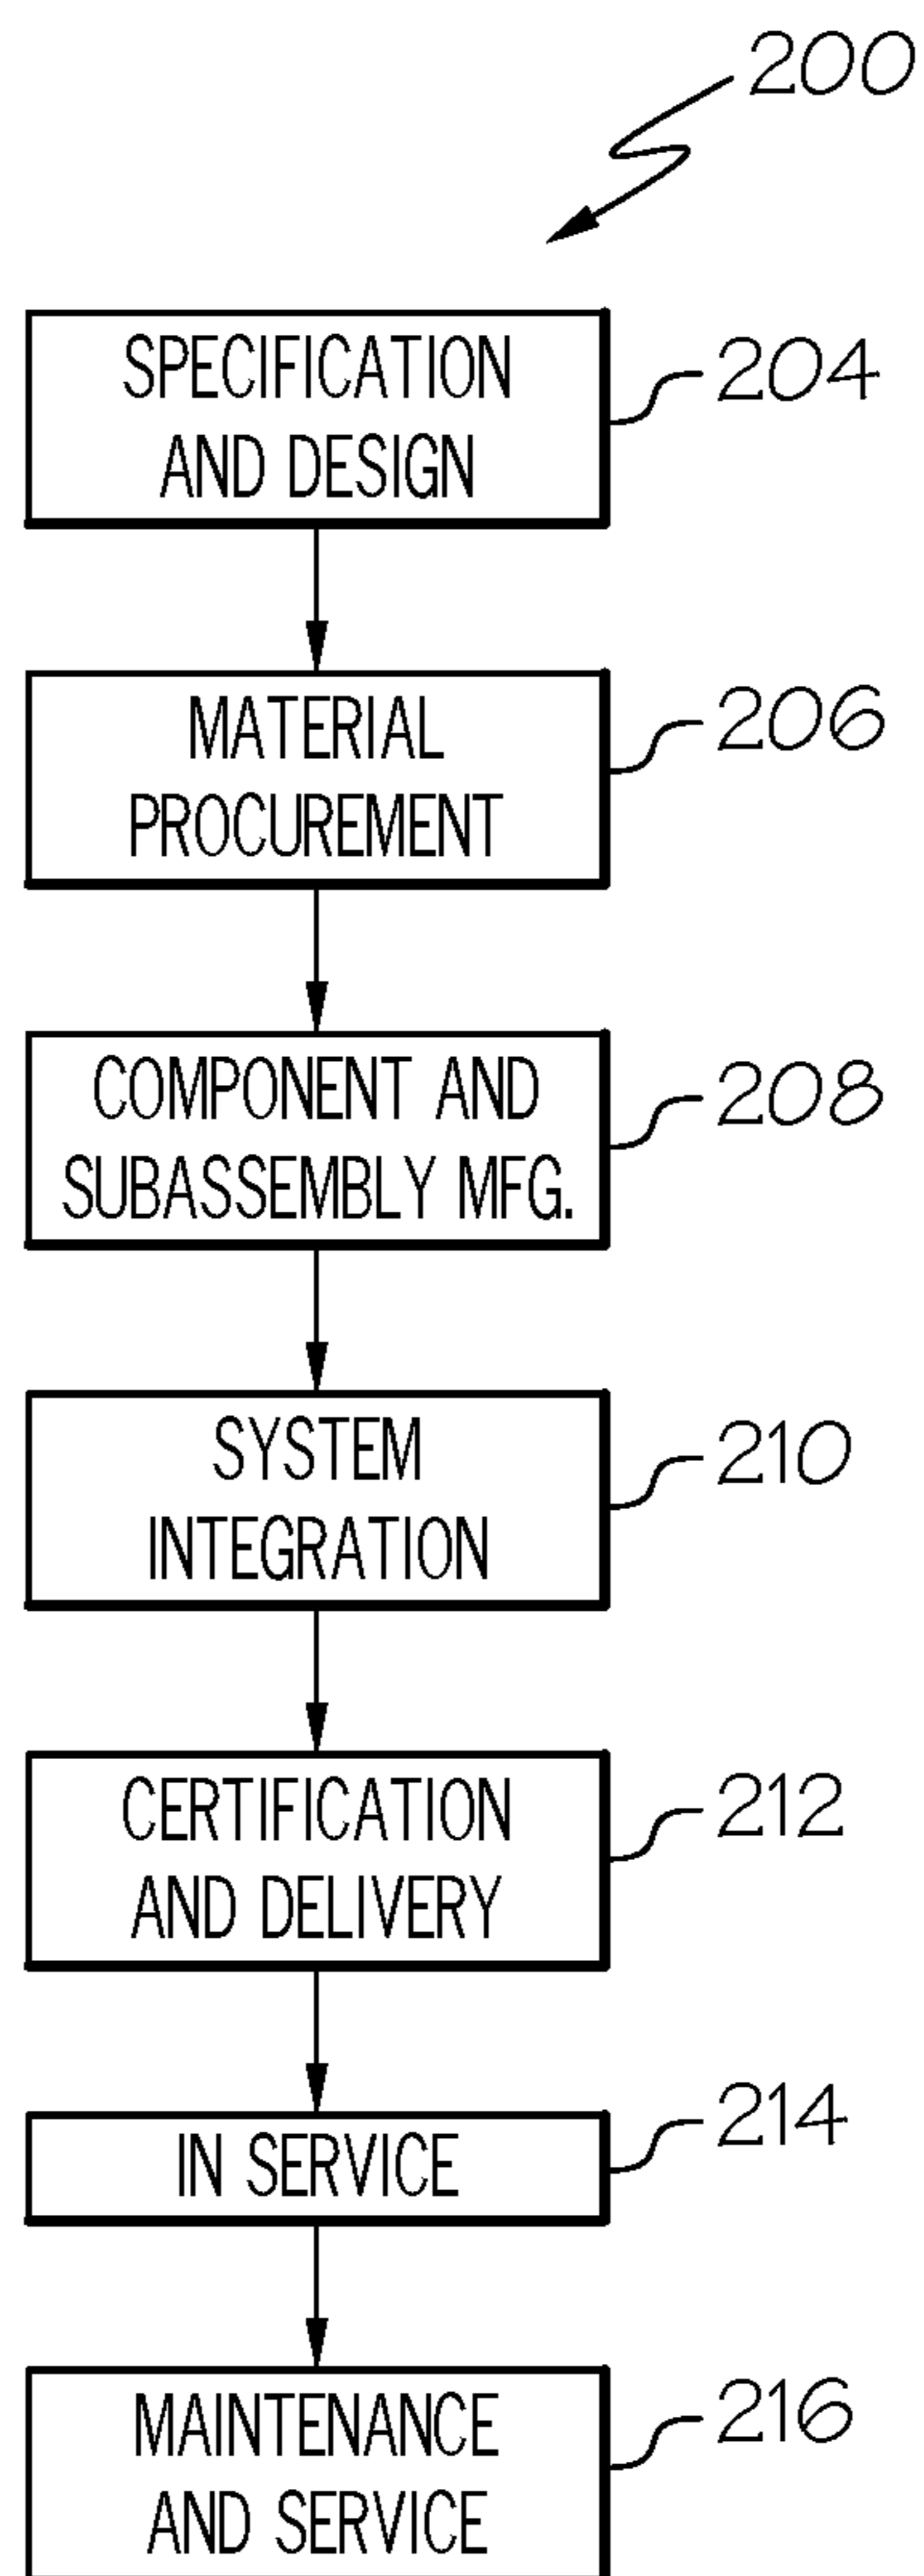 200
SPECIFICATION
AND DESIGN
204
MATERIAL
PROCUREMENT
206
COMPONENT AND
SUBASSEMBLY MFG.
208
SYSTEM
INTEGRATION
210
CERTIFICATION
AND DELIVERY
212
IN SERVICE
214
MAINTENANCE
AND SERVICE
216